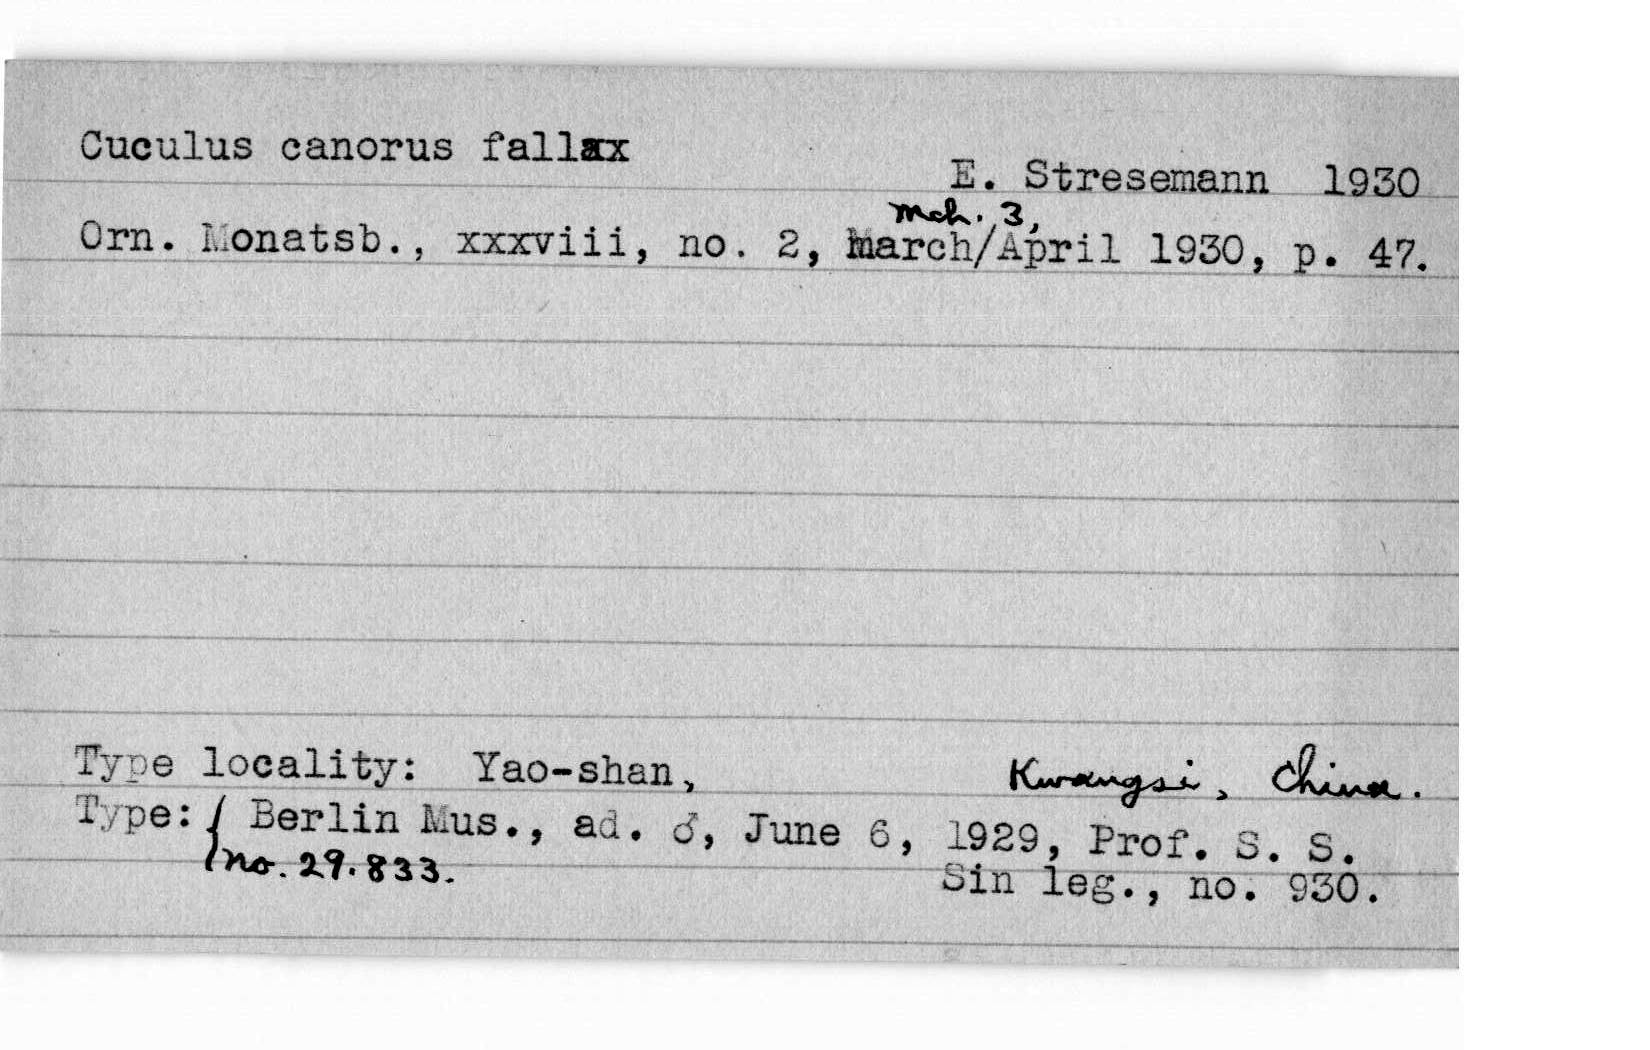 Cuculus canorus fallax
E. Stresemann 1930
Mch. 3,
Orn. Monatsb., xxxviii, no. 2, March/April 1930, p. 47.
Type locality: Yao-shan, Kwangsi, China.
Type: { Berlin Mus., ad. ♂, June 6, 1929, Prof. S. S.
no. 29.833. Sin leg., no. 930.